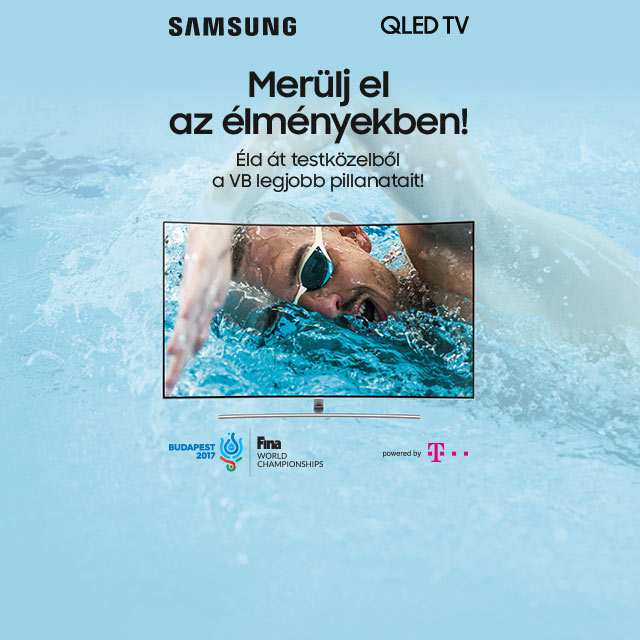 SAMSUNG
QLED TV
Merülj el
az élményekben!
Éld át testközelből
a VB legjobb pillanatait!
BUDAPEST
2017
Fina
WORLD
CHAMPIONSHIPS
powered by T